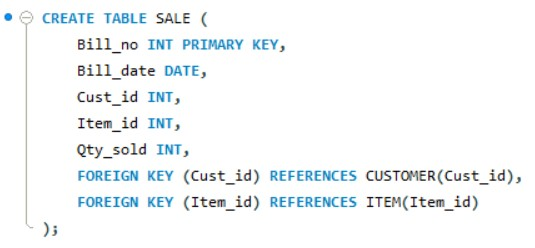 CREATE TABLE SALE (
    Bill_no INT PRIMARY KEY,
    Bill_date DATE,
    Cust_id INT,
    Item_id INT,
    Qty_sold INT,
    FOREIGN KEY (Cust_id) REFERENCES CUSTOMER(Cust_id),
    FOREIGN KEY (Item_id) REFERENCES ITEM(Item_id)
);